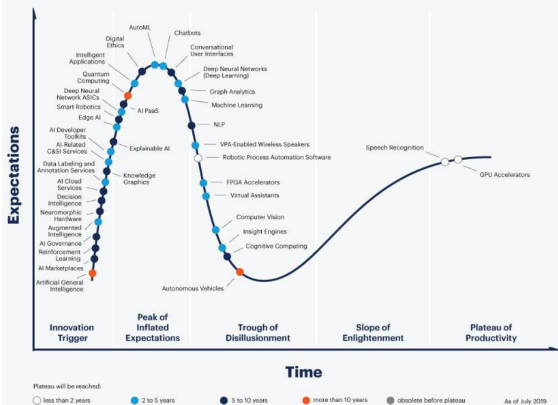 Expectations
AutoML
Chatbots
Digital
Ethics
Conversational
User Interfaces
Intelligent
Applications
Deep Neural Networks
(Deep Learning)
Quantum
Computing
Graph Analytics
Deep Neural
Network ASICs
Machine Learning
Smart Robotics
AI PaaS
Edge AI
NLP
AI Developer
Toolkits
VPA-Enabled Wireless Speakers
AI-Related
C&SI Services
Explainable AI
Robotic Process Automation Software
Speech Recognition
GPU Accelerators
Data Labeling and
Annotation Services
Knowledge
Graphics
FPGA Accelerators
AI Cloud
Services
Virtual Assistants
Decision
Intelligence
Neuromorphic
Hardware
Computer Vision
Augmented
Intelligence
Insight Engines
AI Governance
Cognitive Computing
Reinforcement
Learning
AI Marketplaces
Artificial General
Intelligence
Autonomous Vehicles
Innovation
Trigger
Peak of
Inflated
Expectations
Trough of
Disillusionment
Slope of
Enlightenment
Plateau of
Productivity
Time
Plateau will be reached:
less than 2 years
2 to 5 years
5 to 10 years
more than 10 years
obsolete before plateau
As of July 2019